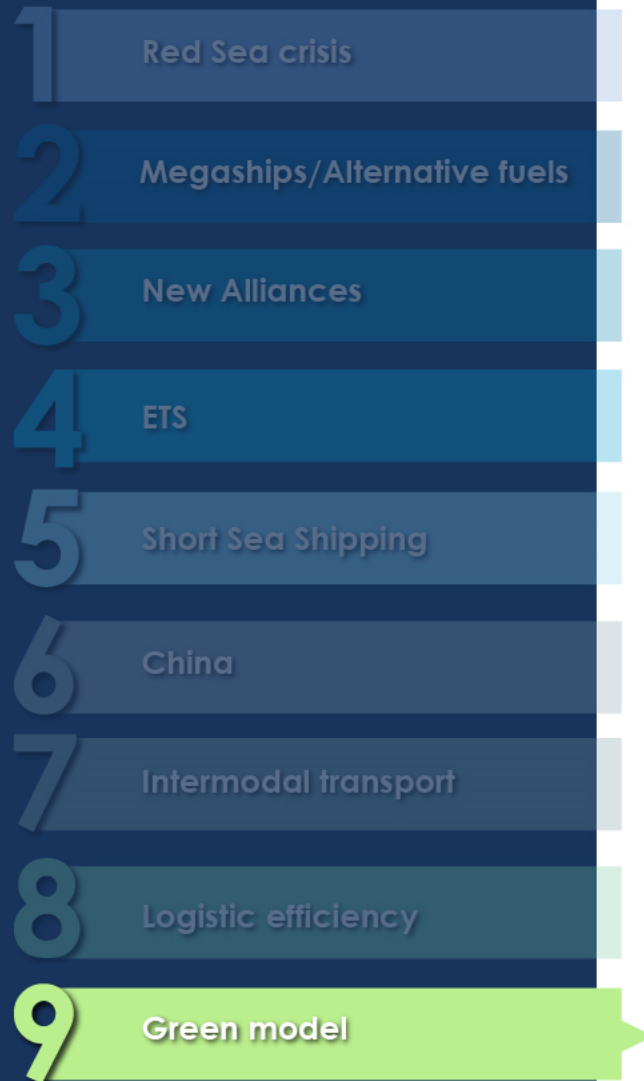 1 Red Sea crisis
2 Megaships/Alternative fuels
3 New Alliances
4 ETS
5 Short Sea Shipping
6 China
7 Intermodal transport
8 Logistic efficiency
9 Green model